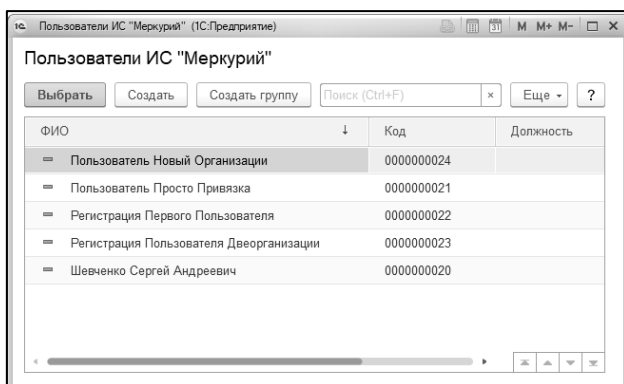 1С Пользователи ИС "Меркурий" (1С:Предприятие) 31 M M+ M-
Пользователи ИС "Меркурий"
Выбрать Создать Создать группу Поиск (Ctrl+F) × Еще ?
ФИО ↓ Код Должность
Пользователь Новый Организации 0000000024
Пользователь Просто Привязка 0000000021
Регистрация Первого Пользователя 0000000022
Регистрация Пользователя Двеорганизации 0000000023
Шевченко Сергей Андреевич 0000000020